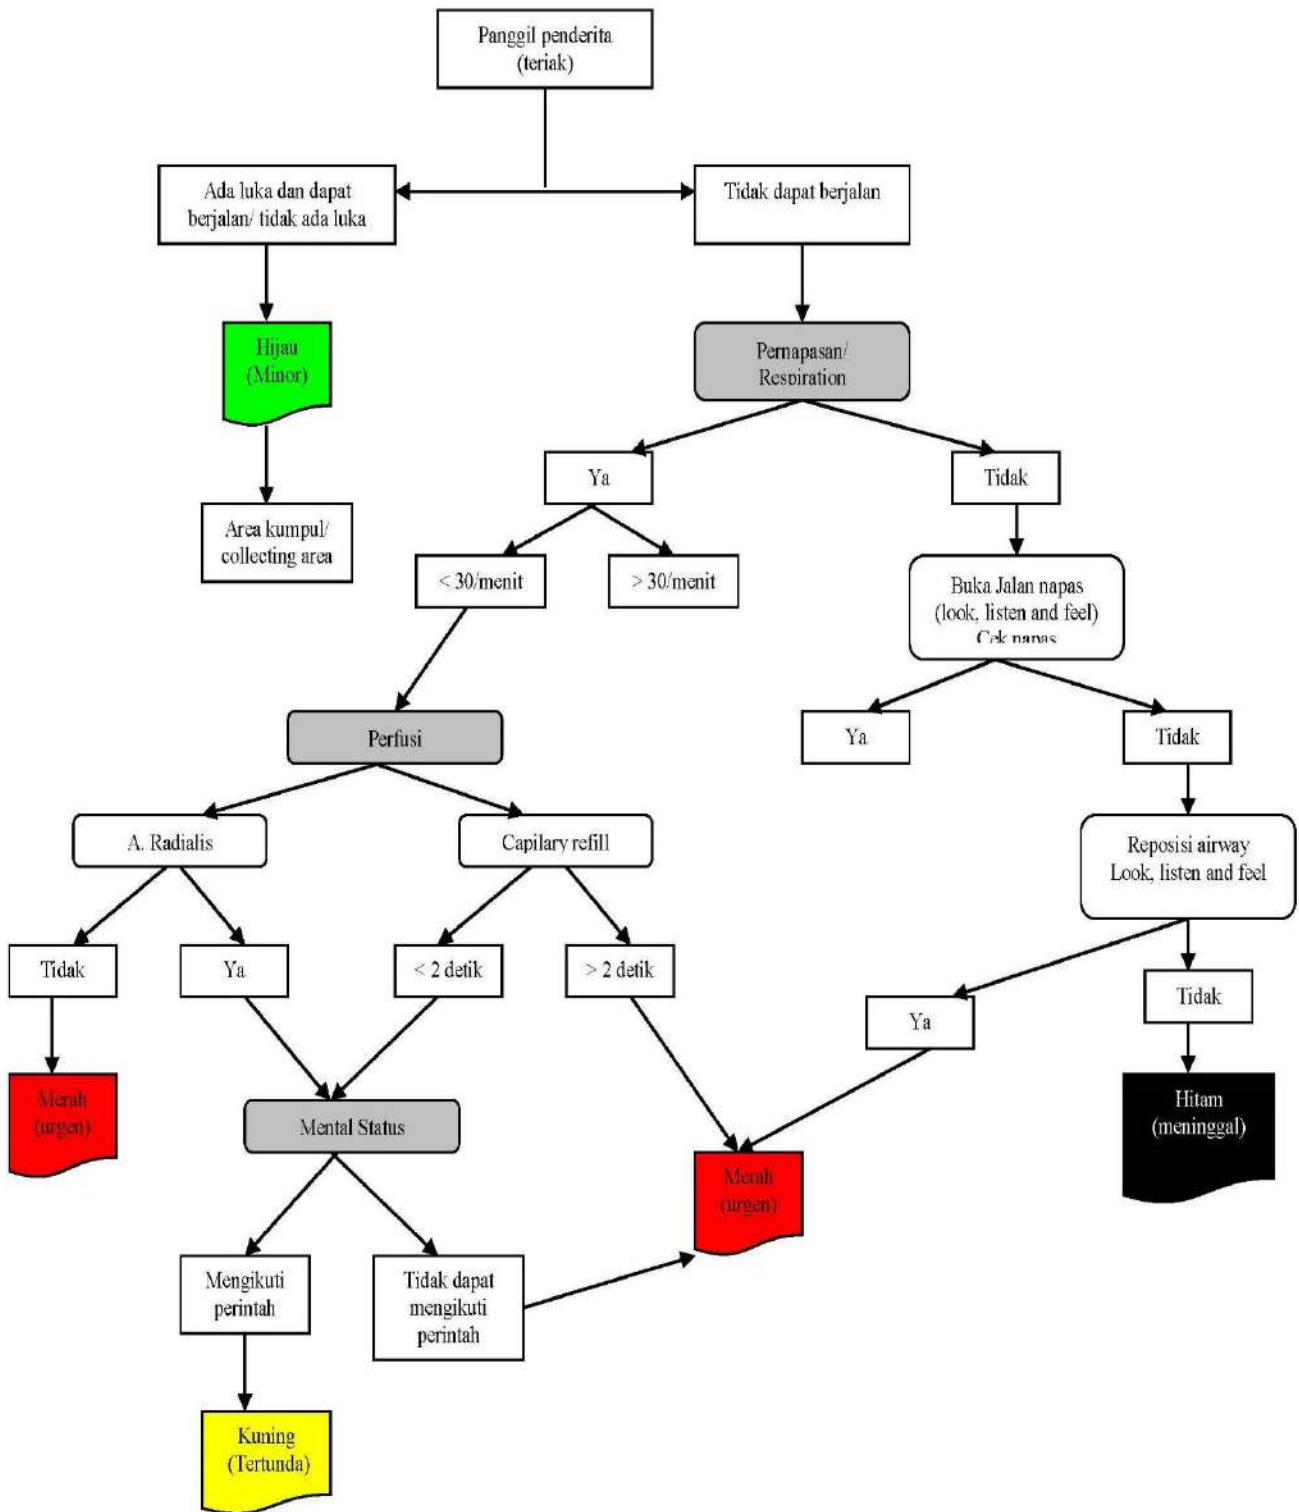 Panggil penderita
(teriak)
Ada luka dan dapat
berjalan/ tidak ada luka
Tidak dapat berjalan
Hijau
(Minor)
Pernapasan/
Respiration
Ya
Tidak
Area kumpul/
collecting area
< 30/menit
> 30/menit
Buka Jalan napas
(look, listen and feel)
Cek napas
Perfusi
Ya
Tidak
A. Radialis
Capilary refill
Reposisi airway
Look, listen and feel
Tidak
Ya
< 2 detik
> 2 detik
Ya
Tidak
Merah
(urgen)
Mental Status
Hitam
(meninggal)
Merah
(urgen)
Mengikuti
perintah
Tidak dapat
mengikuti
perintah
Kuning
(Tertunda)